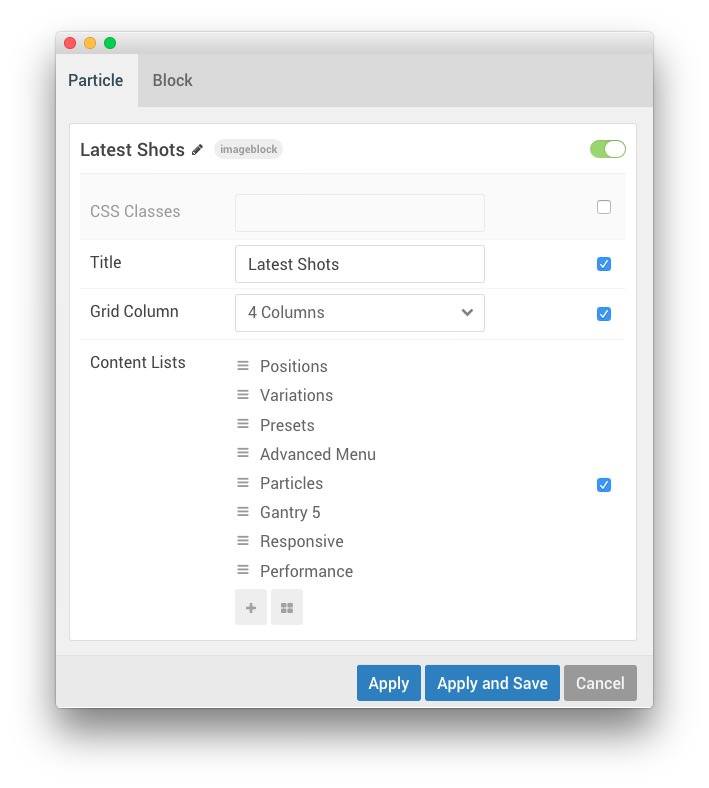 Particle Block
Latest Shots imageblock
CSS Classes
Title Latest Shots
Grid Column 4 Columns
Content Lists Positions
Variations
Presets
Advanced Menu
Particles
Gantry 5
Responsive
Performance
Apply Apply and Save Cancel